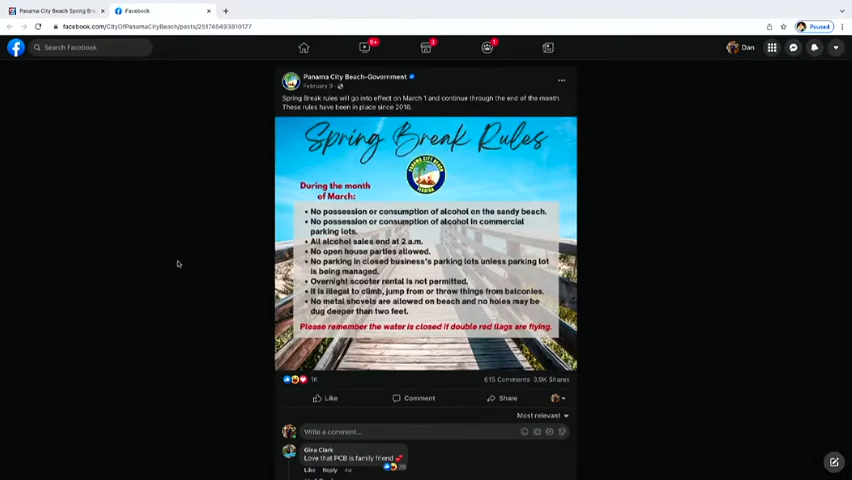 Panama City Beach Spring Bre
Facebook
facebook.com/CityOfPanamaCityBeach/posts/251745493810177
Paused
Search Facebook
9+
3
1
Dan
Panama City Beach-Government
February 9
Spring Break rules will go into effect on March 1 and continue through the end of the month.
These rules have been in place since 2016.
Spring Break Rules
PANAMA CITY BEACH
FLORIDA
During the month
of March:
• No possession or consumption of alcohol on the sandy beach.
• No possession or consumption of alcohol in commercial
parking lots.
• All alcohol sales end at 2 a.m.
• No open house parties allowed.
• No parking in closed business's parking lots unless parking lot
is being managed.
• Overnight scooter rental is not permitted.
• It is illegal to climb, jump from or throw things from balconies.
• No metal shovels are allowed on beach and no holes may be
dug deeper than two feet.
Please remember the water is closed if double red flags are flying.
1K
615 Comments 3.9K Shares
Like
Comment
Share
Most relevant
Write a comment...
Gina Clark
Love that PCB is family friend
Like Reply 4w